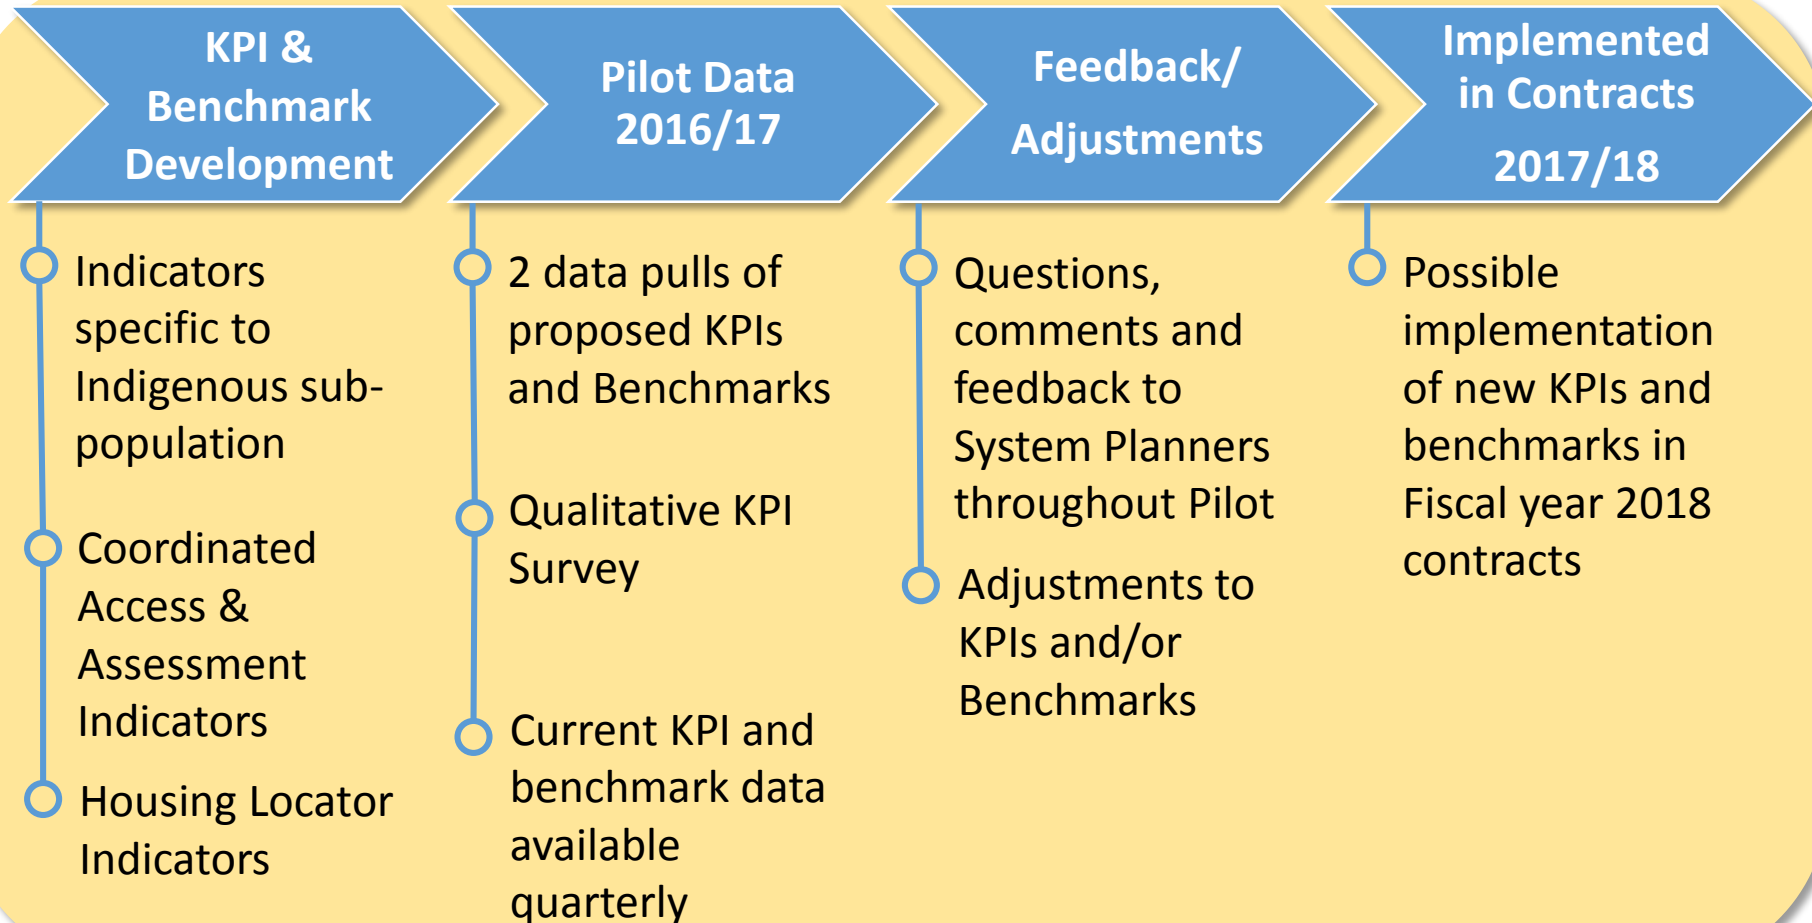 KPI &
Benchmark
Development
Indicators
specific to
Indigenous sub-
population
Coordinated
Access &
Assessment
Indicators
Housing Locator
Indicators
Pilot Data
2016/17
2 data pulls of
proposed KPIs
and Benchmarks
Qualitative KPI
Survey
Current KPI and
benchmark data
available
quarterly
Feedback/
Adjustments
Questions,
comments and
feedback to
System Planners
throughout Pilot
Adjustments to
KPIs and/or
Benchmarks
Implemented
in Contracts
2017/18
Possible
implementation
of new KPIs and
benchmarks in
Fiscal year 2018
contracts